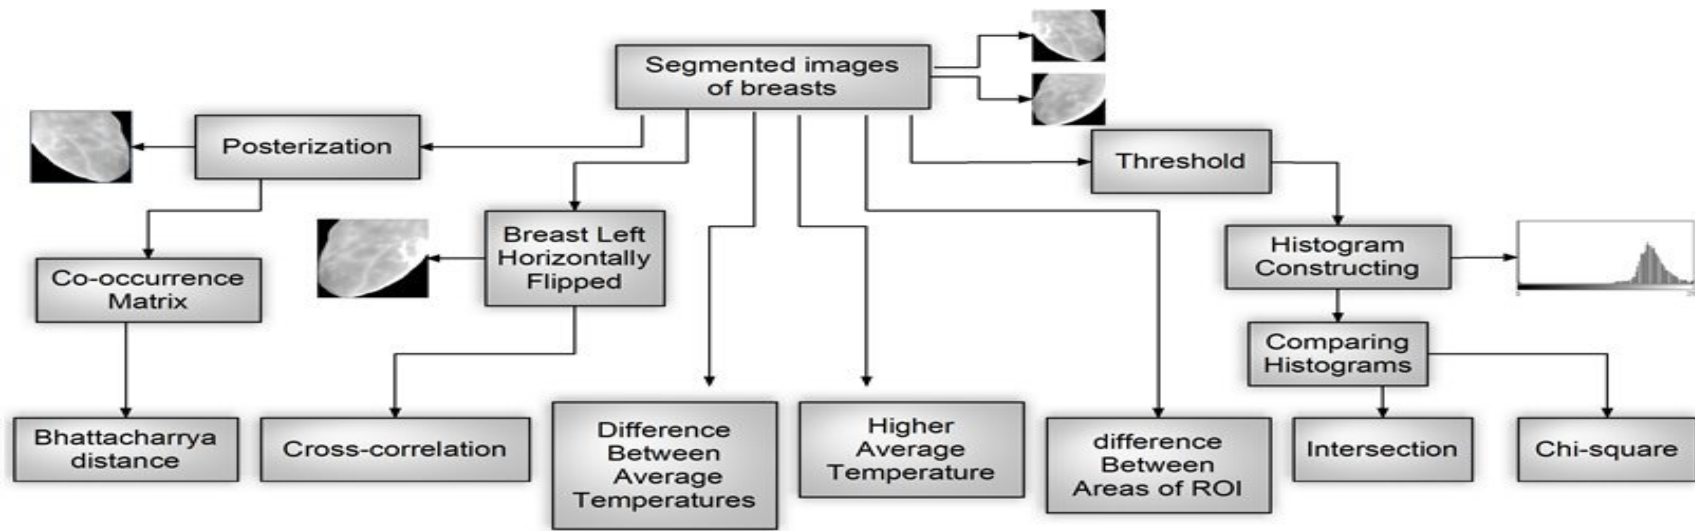 Segmented images
of breasts
Posterization
Threshold
Breast Left
Horizontally
Flipped
Histogram
Constructing
Co-occurrence
Matrix
Comparing
Histograms
Bhattacharrya
distance
Cross-correlation
Difference
Between
Average
Temperatures
Higher
Average
Temperature
difference
Between
Areas of ROI
Intersection
Chi-square